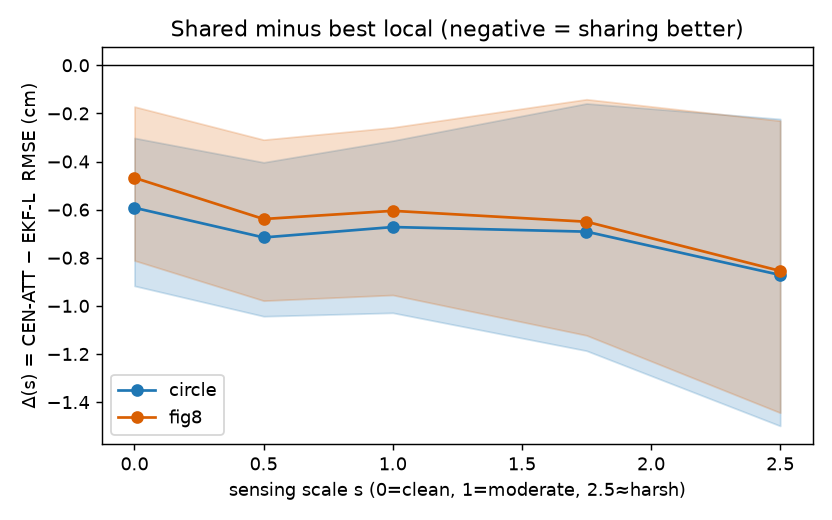 Shared minus best local (negative = sharing better)
Δ(s) = CEN-ATT − EKF-L  RMSE (cm)
0.0
−0.2
−0.4
−0.6
−0.8
−1.0
−1.2
−1.4
circle
fig8
0.0 0.5 1.0 1.5 2.0 2.5
sensing scale s (0=clean, 1=moderate, 2.5≈harsh)